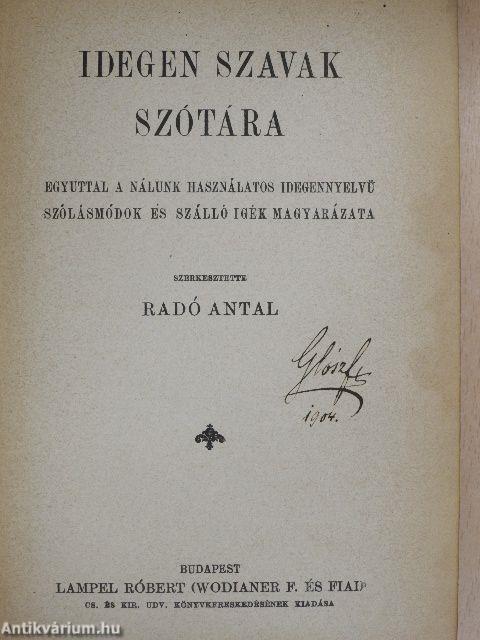 IDEGEN SZAVAK
SZÓTÁRA
EGYUTTAL A NÁLUNK HASZNÁLATOS IDEGENNYELVŰ
SZÓLÁSMÓDOK ÉS SZÁLLÓ IGÉK MAGYARÁZATA
SZERKESZTETTE
RADÓ ANTAL
1904.
BUDAPEST
LAMPEL RÓBERT (WODIANER F. ÉS FIAI)
CS. ÉS KIR. UDV. KÖNYVKERESKEDÉSÉNEK KIADÁSA
Antikvárium.hu